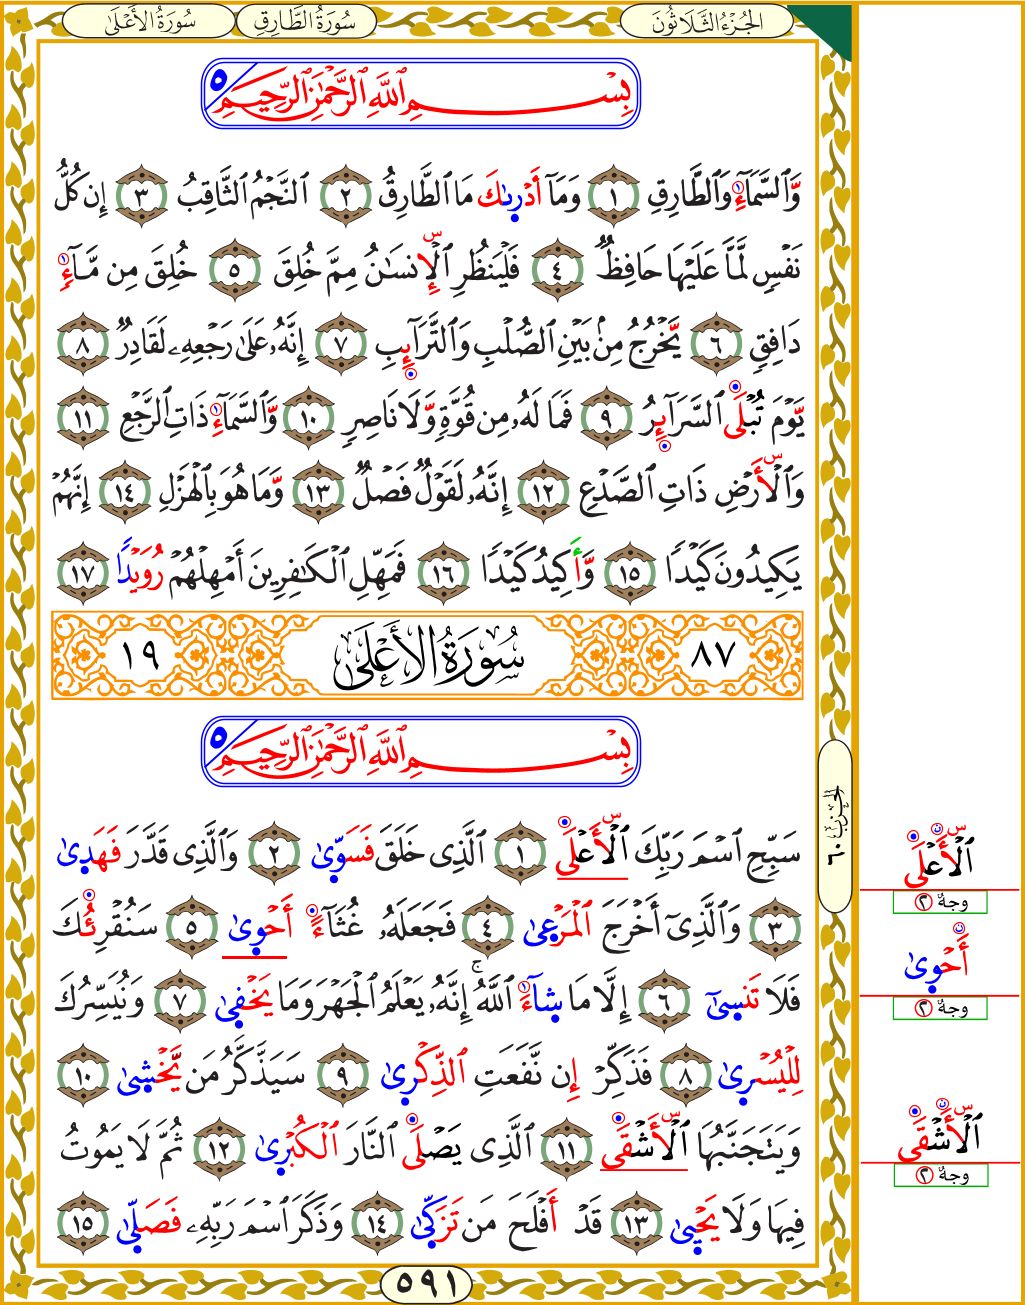 الجُزْءُ الثَّلَاثُونَ
سُورَةُ الطَّارِقِ
سُورَةُ الأَعْلَىٰ
بِسْمِ ٱللَّهِ ٱلرَّحْمَٰنِ ٱلرَّحِيمِ ٥
وَٱلسَّمَآءِ وَٱلطَّارِقِ ١ وَمَآ أَدْرَىٰكَ مَا ٱلطَّارِقُ ٢ ٱلنَّجْمُ ٱلثَّاقِبُ ٣ إِن كُلُّ
نَفْسٍ لَّمَّا عَلَيْهَا حَافِظٌ ٤ فَلْيَنظُرِ ٱلْإِنسَٰنُ مِمَّ خُلِقَ ٥ خُلِقَ مِن مَّآءٍ
دَافِقٍ ٦ يَخْرُجُ مِنۢ بَيْنِ ٱلصُّلْبِ وَٱلتَّرَآئِبِ ٧ إِنَّهُۥ عَلَىٰ رَجْعِهِۦ لَقَادِرٌ ٨
يَوْمَ تُبْلَى ٱلسَّرَآئِرُ ٩ فَمَا لَهُۥ مِن قُوَّةٍ وَلَا نَاصِرٍ ١٠ وَٱلسَّمَآءِ ذَاتِ ٱلرَّجْعِ ١١
وَٱلْأَرْضِ ذَاتِ ٱلصَّدْعِ ١٢ إِنَّهُۥ لَقَوْلٌ فَصْلٌ ١٣ وَمَا هُوَ بِٱلْهَزْلِ ١٤ إِنَّهُمْ
يَكِيدُونَ كَيْدًا ١٥ وَأَكِيدُ كَيْدًا ١٦ فَمَهِّلِ ٱلْكَٰفِرِينَ أَمْهِلْهُمْ رُوَيْدًا ١٧
٨٧ سُورَةُ الأَعْلَىٰ ١٩
بِسْمِ ٱللَّهِ ٱلرَّحْمَٰنِ ٱلرَّحِيمِ ٥
سَبِّحِ ٱسْمَ رَبِّكَ ٱلْأَعْلَى ١ ٱلَّذِى خَلَقَ فَسَوَّىٰ ٢ وَٱلَّذِى قَدَّرَ فَهَدَىٰ
٣ وَٱلَّذِىٓ أَخْرَجَ ٱلْمَرْعَىٰ ٤ فَجَعَلَهُۥ غُثَآءً أَحْوَىٰ ٥ سَنُقْرِئُكَ
فَلَا تَنسَىٰٓ ٦ إِلَّا مَا شَآءَ ٱللَّهُ ۚ إِنَّهُۥ يَعْلَمُ ٱلْجَهْرَ وَمَا يَخْفَىٰ ٧ وَنُيَسِّرُكَ
لِلْيُسْرَىٰ ٨ فَذَكِّرْ إِن نَّفَعَتِ ٱلذِّكْرَىٰ ٩ سَيَذَّكَّرُ مَن يَخْشَىٰ ١٠
وَيَتَجَنَّبُهَا ٱلْأَشْقَى ١١ ٱلَّذِى يَصْلَى ٱلنَّارَ ٱلْكُبْرَىٰ ١٢ ثُمَّ لَا يَمُوتُ
فِيهَا وَلَا يَحْيَىٰ ١٣ قَدْ أَفْلَحَ مَن تَزَكَّىٰ ١٤ وَذَكَرَ ٱسْمَ رَبِّهِۦ فَصَلَّىٰ ١٥
٥٩١
الحِزْبُ ٦٠
ٱلْأَعْلَى
وجهٌ ٢
أَحْوَىٰ
وجهٌ ٢
ٱلْأَشْقَى
وجهٌ ٢